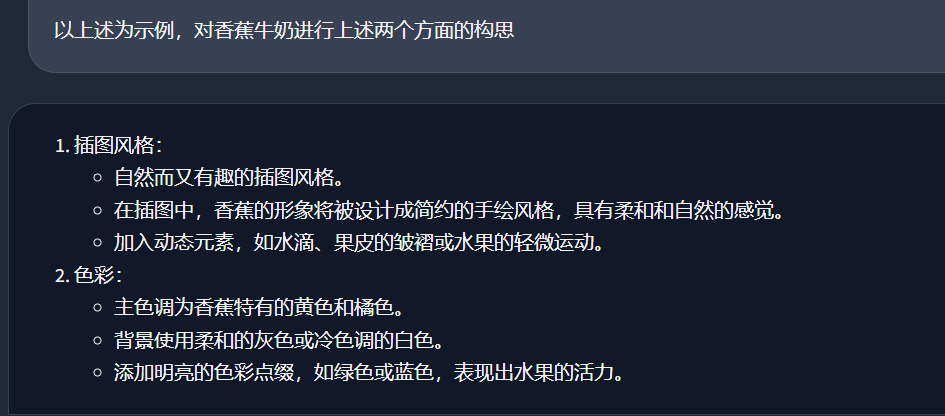 以上述为示例，对香蕉牛奶进行上述两个方面的构思
1. 插图风格：
○ 自然而又有趣的插图风格。
○ 在插图中，香蕉的形象将被设计成简约的手绘风格，具有柔和和自然的感觉。
○ 加入动态元素，如水滴、果皮的皱褶或水果的轻微运动。
2. 色彩：
○ 主色调为香蕉特有的黄色和橘色。
○ 背景使用柔和的灰色或冷色调的白色。
○ 添加明亮的色彩点缀，如绿色或蓝色，表现出水果的活力。